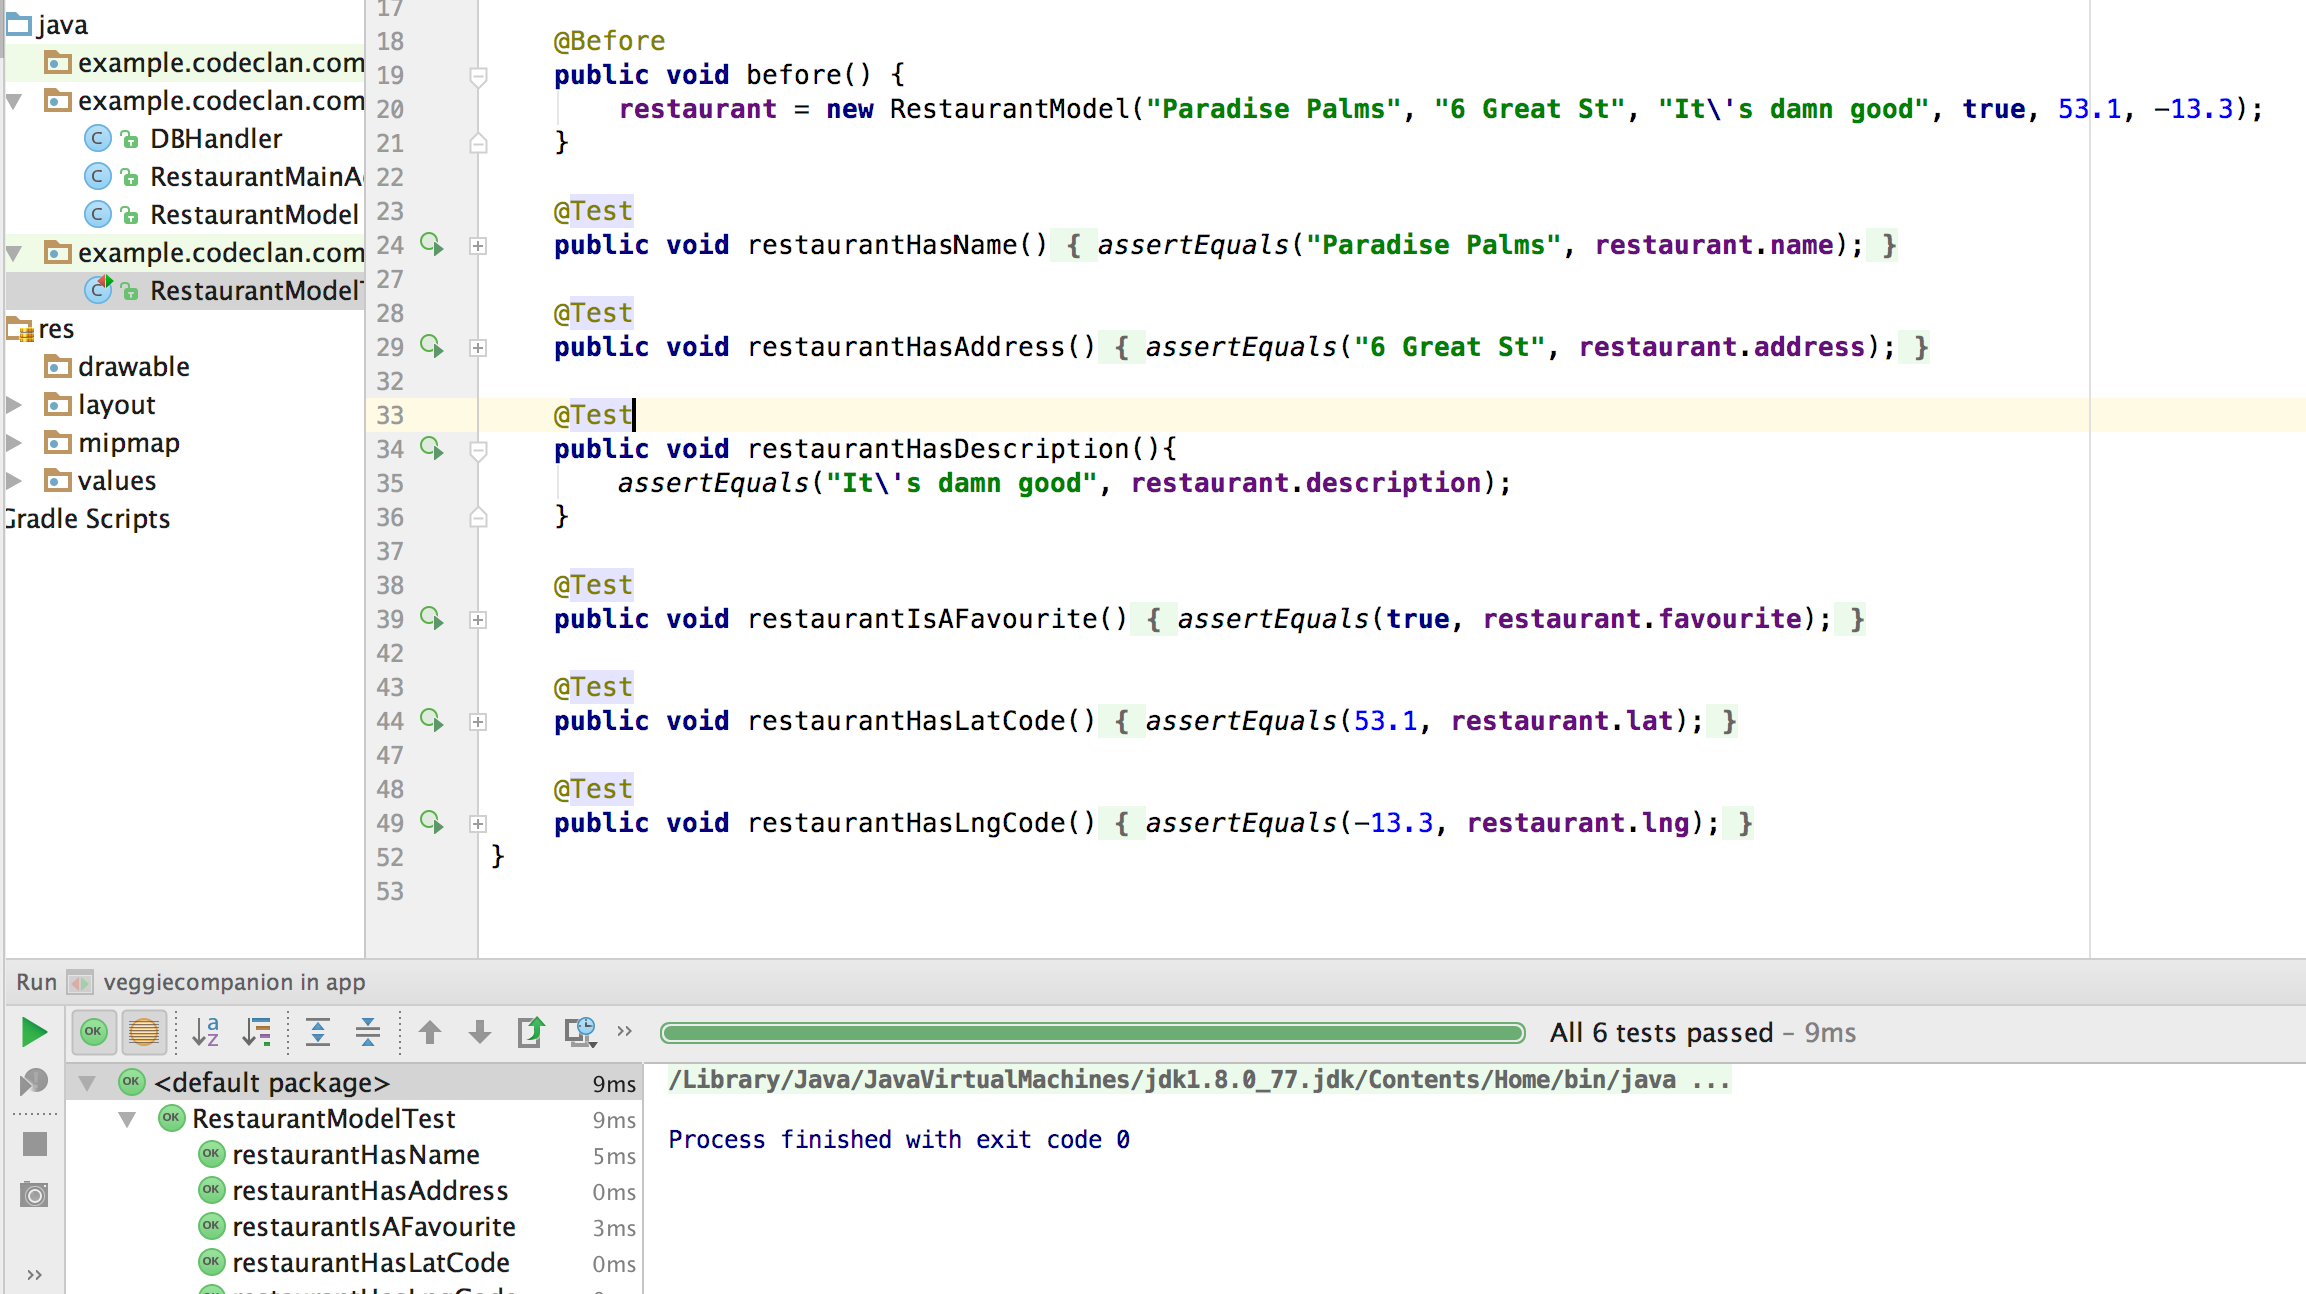 java
example.codeclan.com
example.codeclan.com
DBHandler
RestaurantMainA
RestaurantModel
example.codeclan.com
RestaurantModelT
res
drawable
layout
mipmap
values
Gradle Scripts
17
18 @Before
19 public void before() {
20 restaurant = new RestaurantModel("Paradise Palms", "6 Great St", "It\'s damn good", true, 53.1, -13.3);
21 }
22
23 @Test
24 public void restaurantHasName() { assertEquals("Paradise Palms", restaurant.name); }
27
28 @Test
29 public void restaurantHasAddress() { assertEquals("6 Great St", restaurant.address); }
32
33 @Test
34 public void restaurantHasDescription(){
35 assertEquals("It\'s damn good", restaurant.description);
36 }
37
38 @Test
39 public void restaurantIsAFavourite() { assertEquals(true, restaurant.favourite); }
42
43 @Test
44 public void restaurantHasLatCode() { assertEquals(53.1, restaurant.lat); }
47
48 @Test
49 public void restaurantHasLngCode() { assertEquals(-13.3, restaurant.lng); }
52 }
53
Run veggiecompanion in app
All 6 tests passed – 9ms
<default package> 9ms
RestaurantModelTest 9ms
restaurantHasName 5ms
restaurantHasAddress 0ms
restaurantIsAFavourite 3ms
restaurantHasLatCode 0ms
/Library/Java/JavaVirtualMachines/jdk1.8.0_77.jdk/Contents/Home/bin/java ...
Process finished with exit code 0